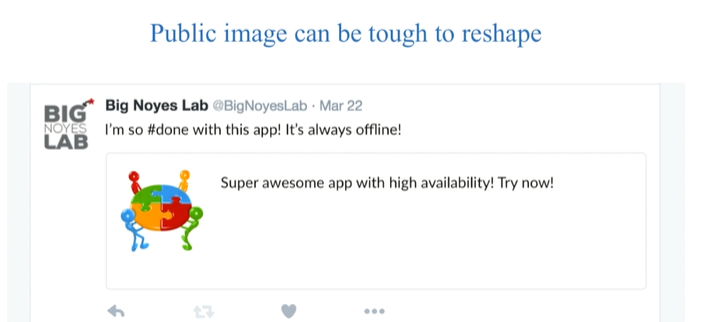 Public image can be tough to reshape
BIG
NOYES
LAB
Big Noyes Lab @BigNoyesLab · Mar 22
I'm so #done with this app! It's always offline!
Super awesome app with high availability! Try now!